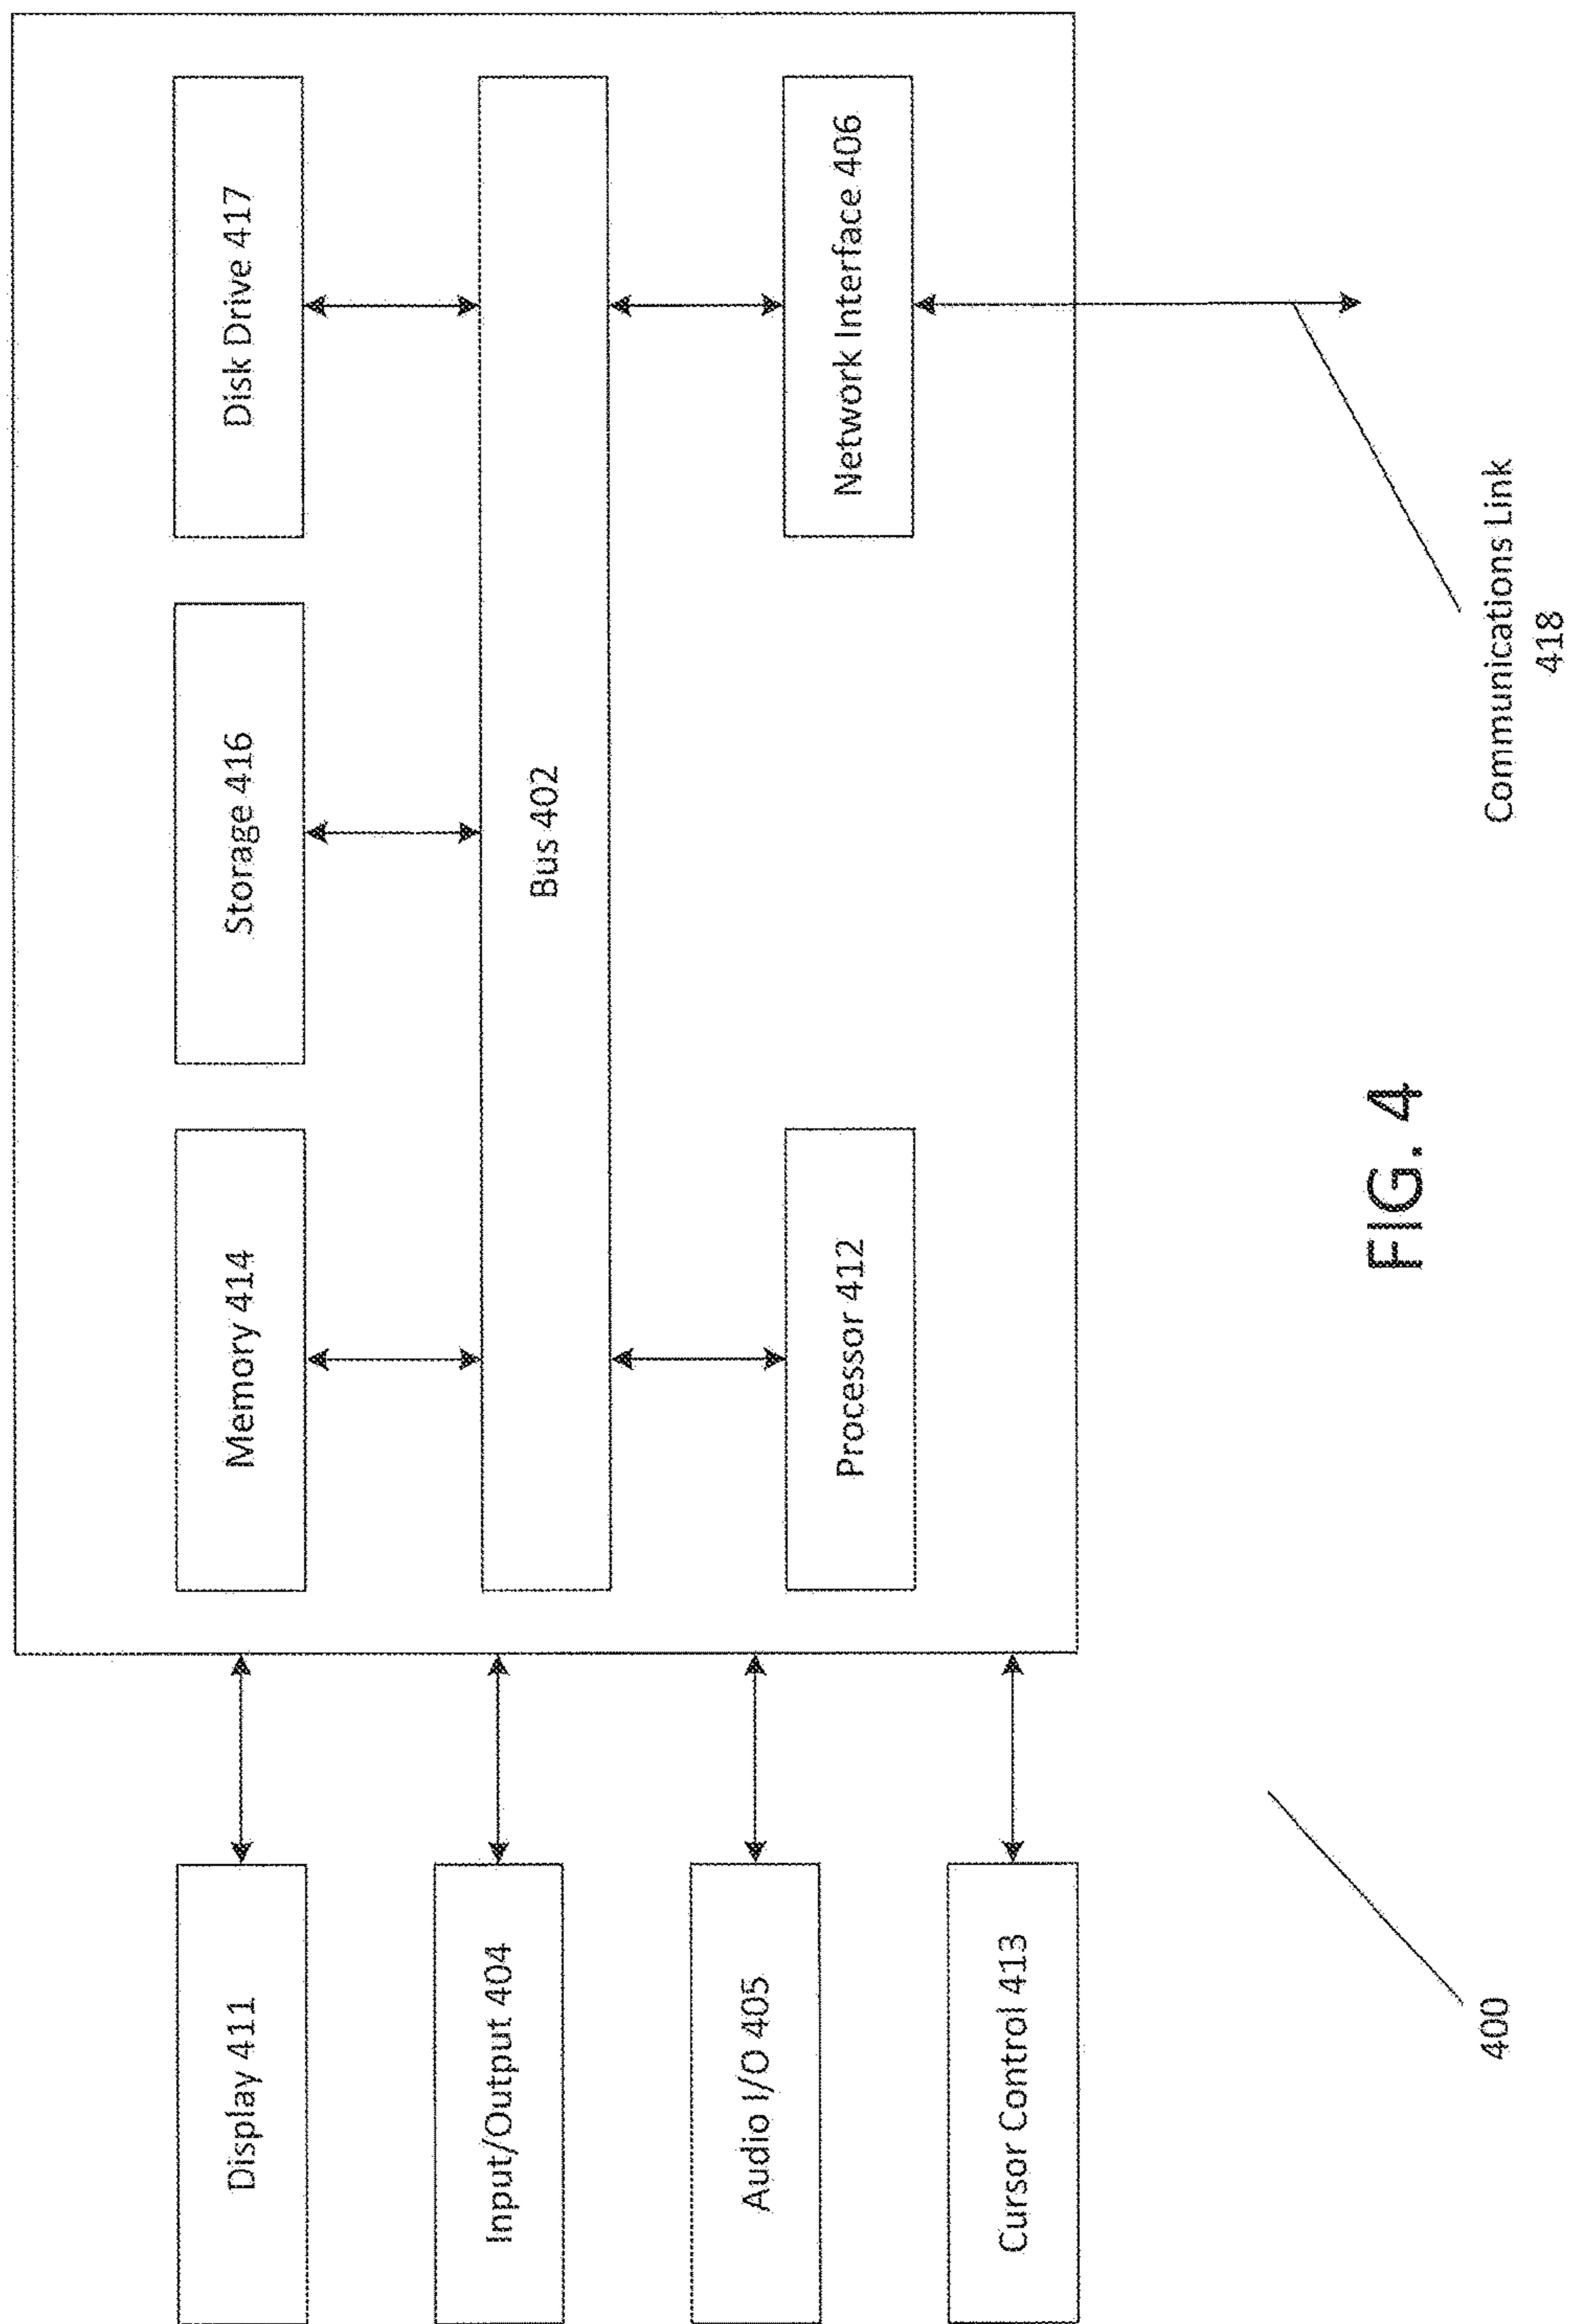 Display 411
Memory 414
Storage 416
Disk Drive 417
Input/Output 404
Bus 402
Audio I/O 405
Processor 412
Network Interface 406
Cursor Control 413
FIG. 4
Communications Link
418
400